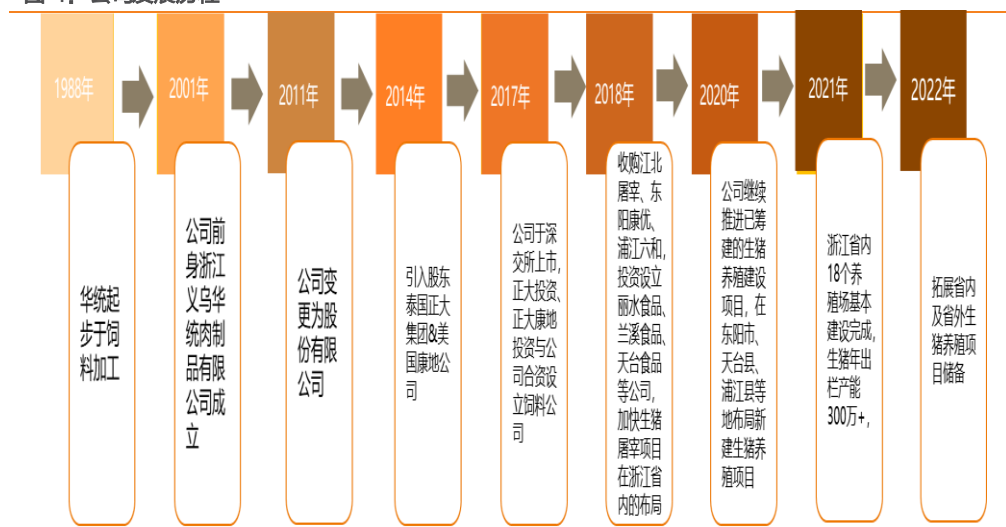 1988年
2001年
2011年
2014年
2017年
2018年
2020年
2021年
2022年
华统起
步于饲
料加工
公司前
身浙江
义乌华
统肉制
品有限
公司成
立
公司变
更为股
份有限
公司
引入股东
泰国正大
集团&美
国康地公
司
公司于深
交所上市，
正大投资、
正大康地
投资与公
司合资设
立饲料公
司
收购江北
屠宰、东
阳康优、
浦江六和，
投资设立
丽水食品、
兰溪食品、
天台食品
等公司，
加快生猪
屠宰项目
在浙江省
内的布局
公司继续
推进已筹
建的生猪
养殖建设
项目，在
东阳市、
天台县、
浦江县等
地布局新
建生猪养
殖项目
浙江省内
18个养
殖场基本
建设完成，
生猪年出
栏产能
300万+，
拓展省内
及省外生
猪养殖项
目储备